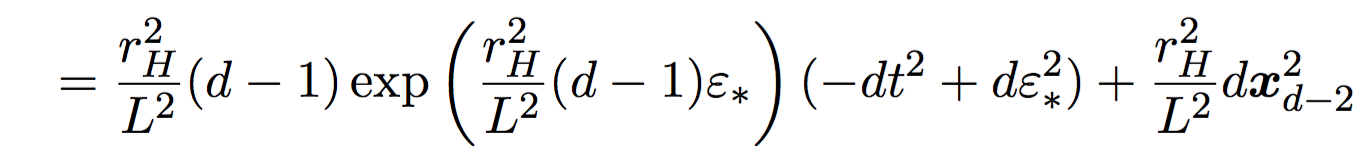 $= \frac{r_H^2}{L^2}(d-1)\exp\left(\frac{r_H^2}{L^2}(d-1)\varepsilon_*\right)(-dt^2 + d\varepsilon_*^2) + \frac{r_H^2}{L^2}d\boldsymbol{x}_{d-2}^2$